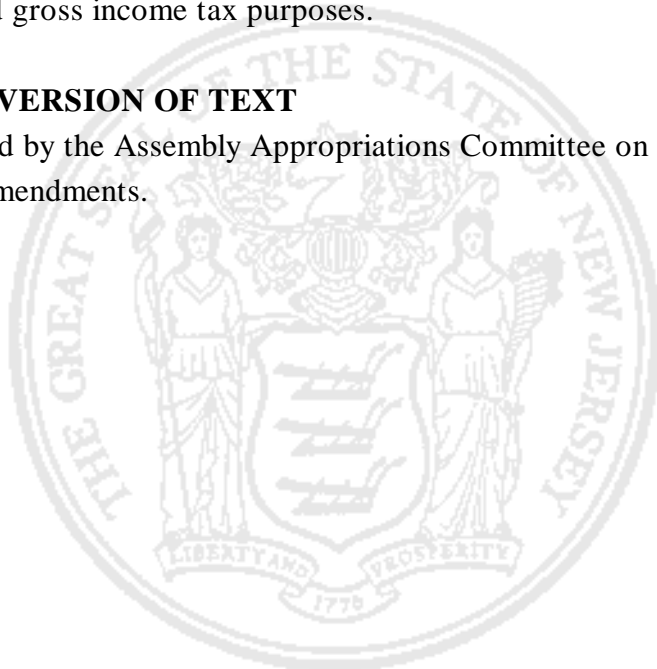 d gross income tax purposes.
VERSION OF TEXT
d by the Assembly Appropriations Committee on
mendments.
THE GREAT SEAL OF THE STATE OF NEW JERSEY
LIBERTY AND PROSPERITY
1776